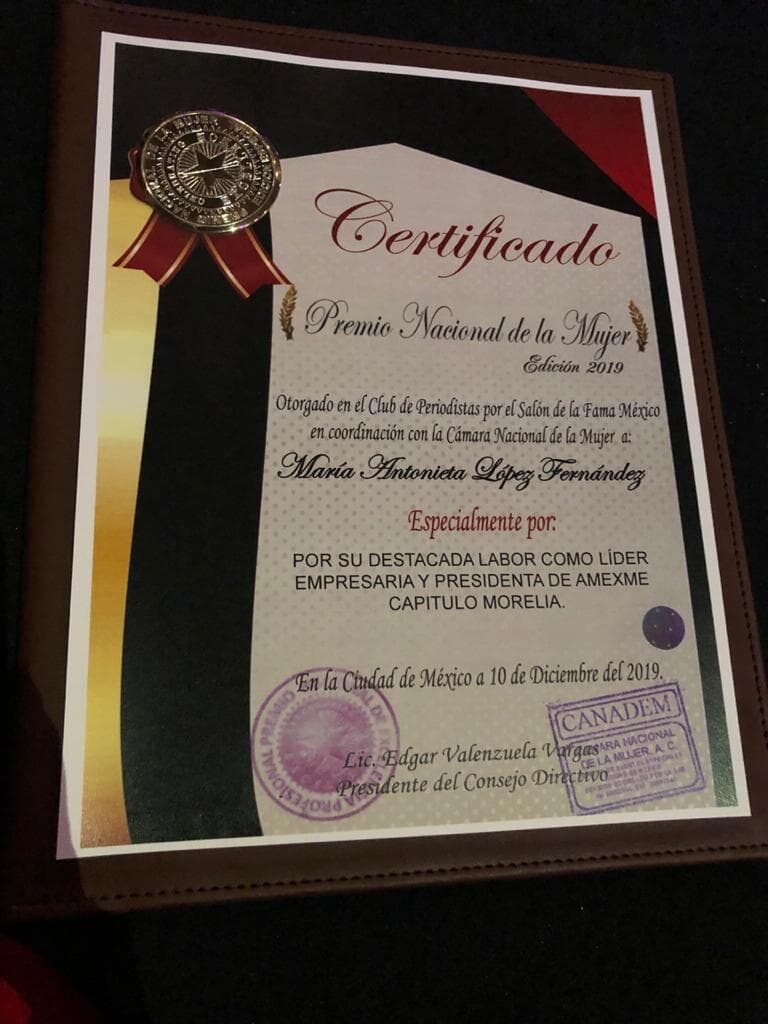 Certificado
Premio Nacional de la Mujer
Edición 2019
Otorgado en el Club de Periodistas por el Salón de la Fama México
en coordinación con la Cámara Nacional de la Mujer a:
María Antonieta López Fernández
Especialmente por:
POR SU DESTACADA LABOR COMO LÍDER
EMPRESARIA Y PRESIDENTA DE AMEXME
CAPITULO MORELIA.
En la Ciudad de México a 10 de Diciembre del 2019.
Lic. Edgar Valenzuela Vargas
Presidente del Consejo Directivo
CANADEM
NACIONAL
DE LA MUJER, A. C.